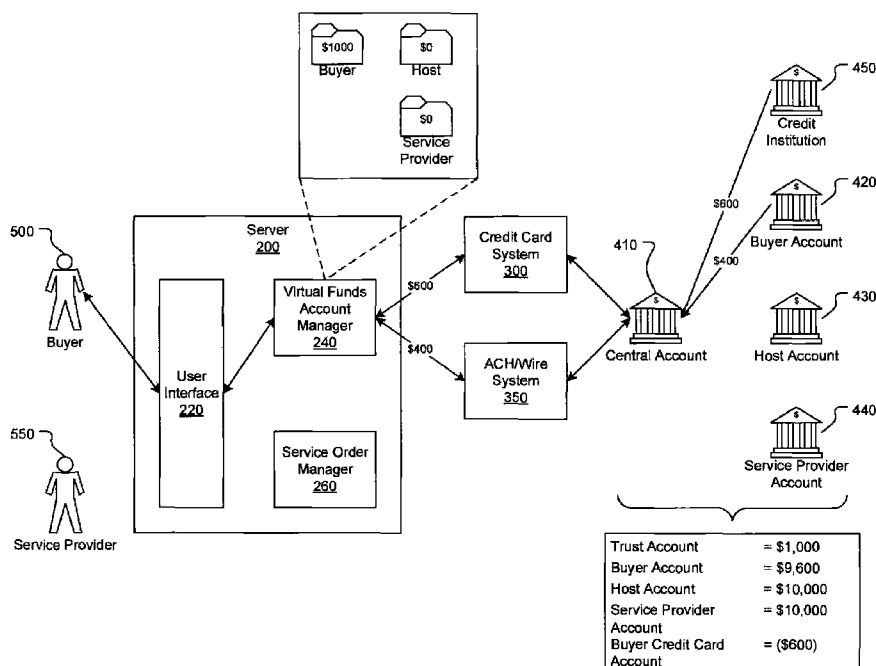 $1000
Buyer
$0
Host
$0
Service
Provider
$
450
Credit
Institution
Server
200
500
Buyer
User
Interface
220
Virtual Funds
Account
Manager
240
$600
$400
Credit Card
System
300
ACH/Wire
System
350
410
$
Central Account
$600
$400
$
420
Buyer Account
$
430
Host Account
$
440
Service Provider
Account
550
Service Provider
Service Order
Manager
260
Trust Account = $1,000
Buyer Account = $9,600
Host Account = $10,000
Service Provider = $10,000
Account
Buyer Credit Card = ($600)
Account